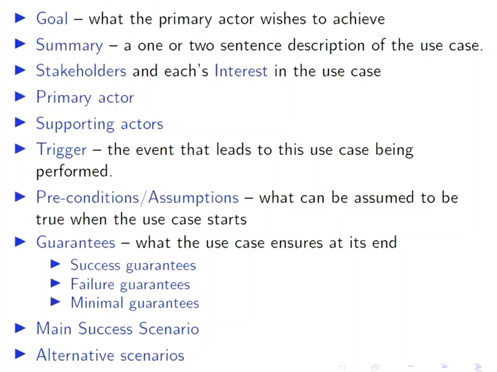 Goal – what the primary actor wishes to achieve
Summary – a one or two sentence description of the use case.
Stakeholders and each's Interest in the use case
Primary actor
Supporting actors
Trigger – the event that leads to this use case being
performed.
Pre-conditions/Assumptions – what can be assumed to be
true when the use case starts
Guarantees – what the use case ensures at its end
Success guarantees
Failure guarantees
Minimal guarantees
Main Success Scenario
Alternative scenarios